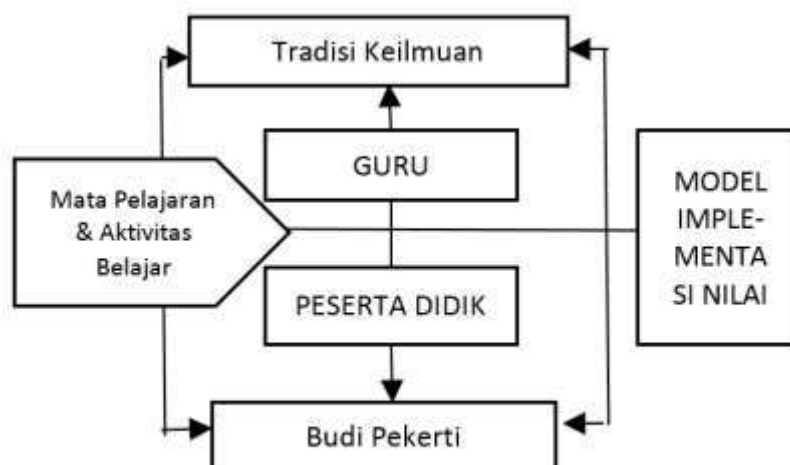 Tradisi Keilmuan
GURU
Mata Pelajaran
& Aktivitas
Belajar
MODEL
IMPLE-
MENTA
SI NILAI
PESERTA DIDIK
Budi Pekerti